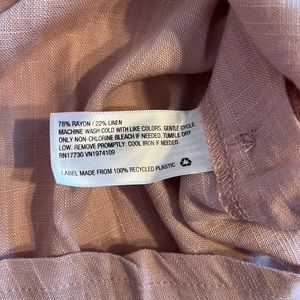 78% RAYON / 22% LINEN
MACHINE WASH COLD WITH LIKE COLORS. GENTLE CYCLE.
ONLY NON-CHLORINE BLEACH IF NEEDED. TUMBLE DRY
LOW. REMOVE PROMPTLY. COOL IRON IF NEEDED.
RN17730 VN1974109
LABEL MADE FROM 100% RECYCLED PLASTIC